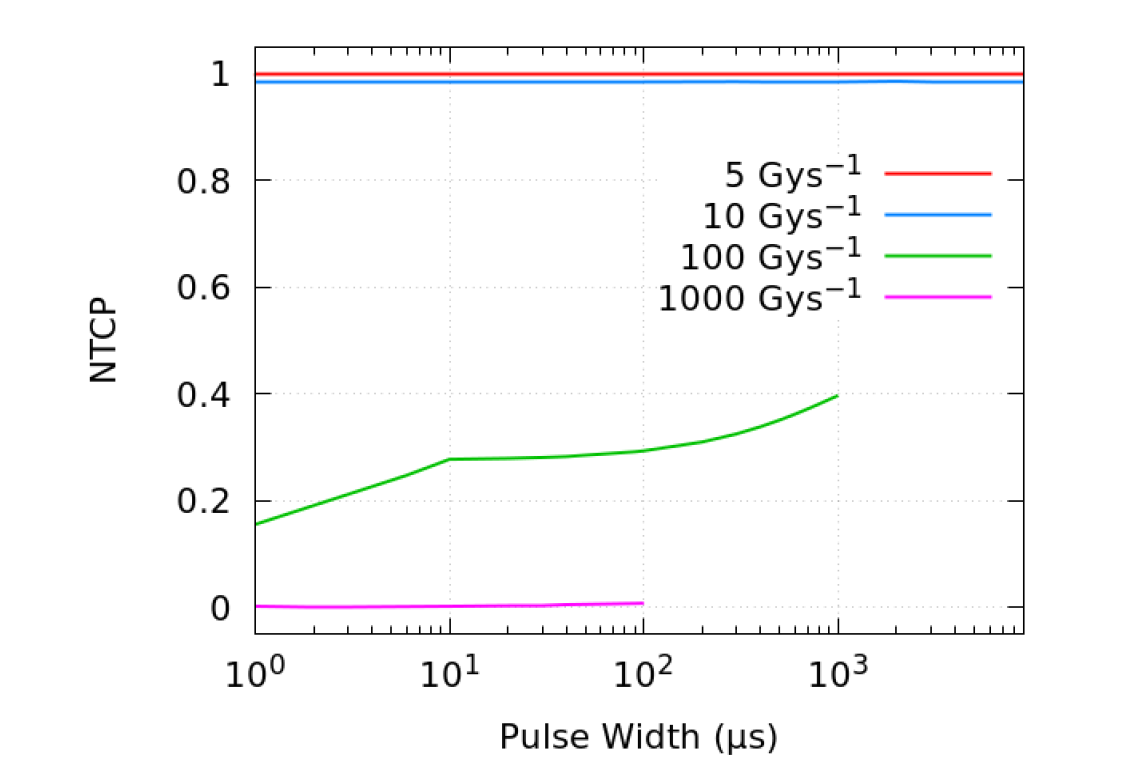 1
0.8
0.6
0.4
0.2
0
NTCP
5 Gys⁻¹
10 Gys⁻¹
100 Gys⁻¹
1000 Gys⁻¹
10⁰ 10¹ 10² 10³
Pulse Width (µs)